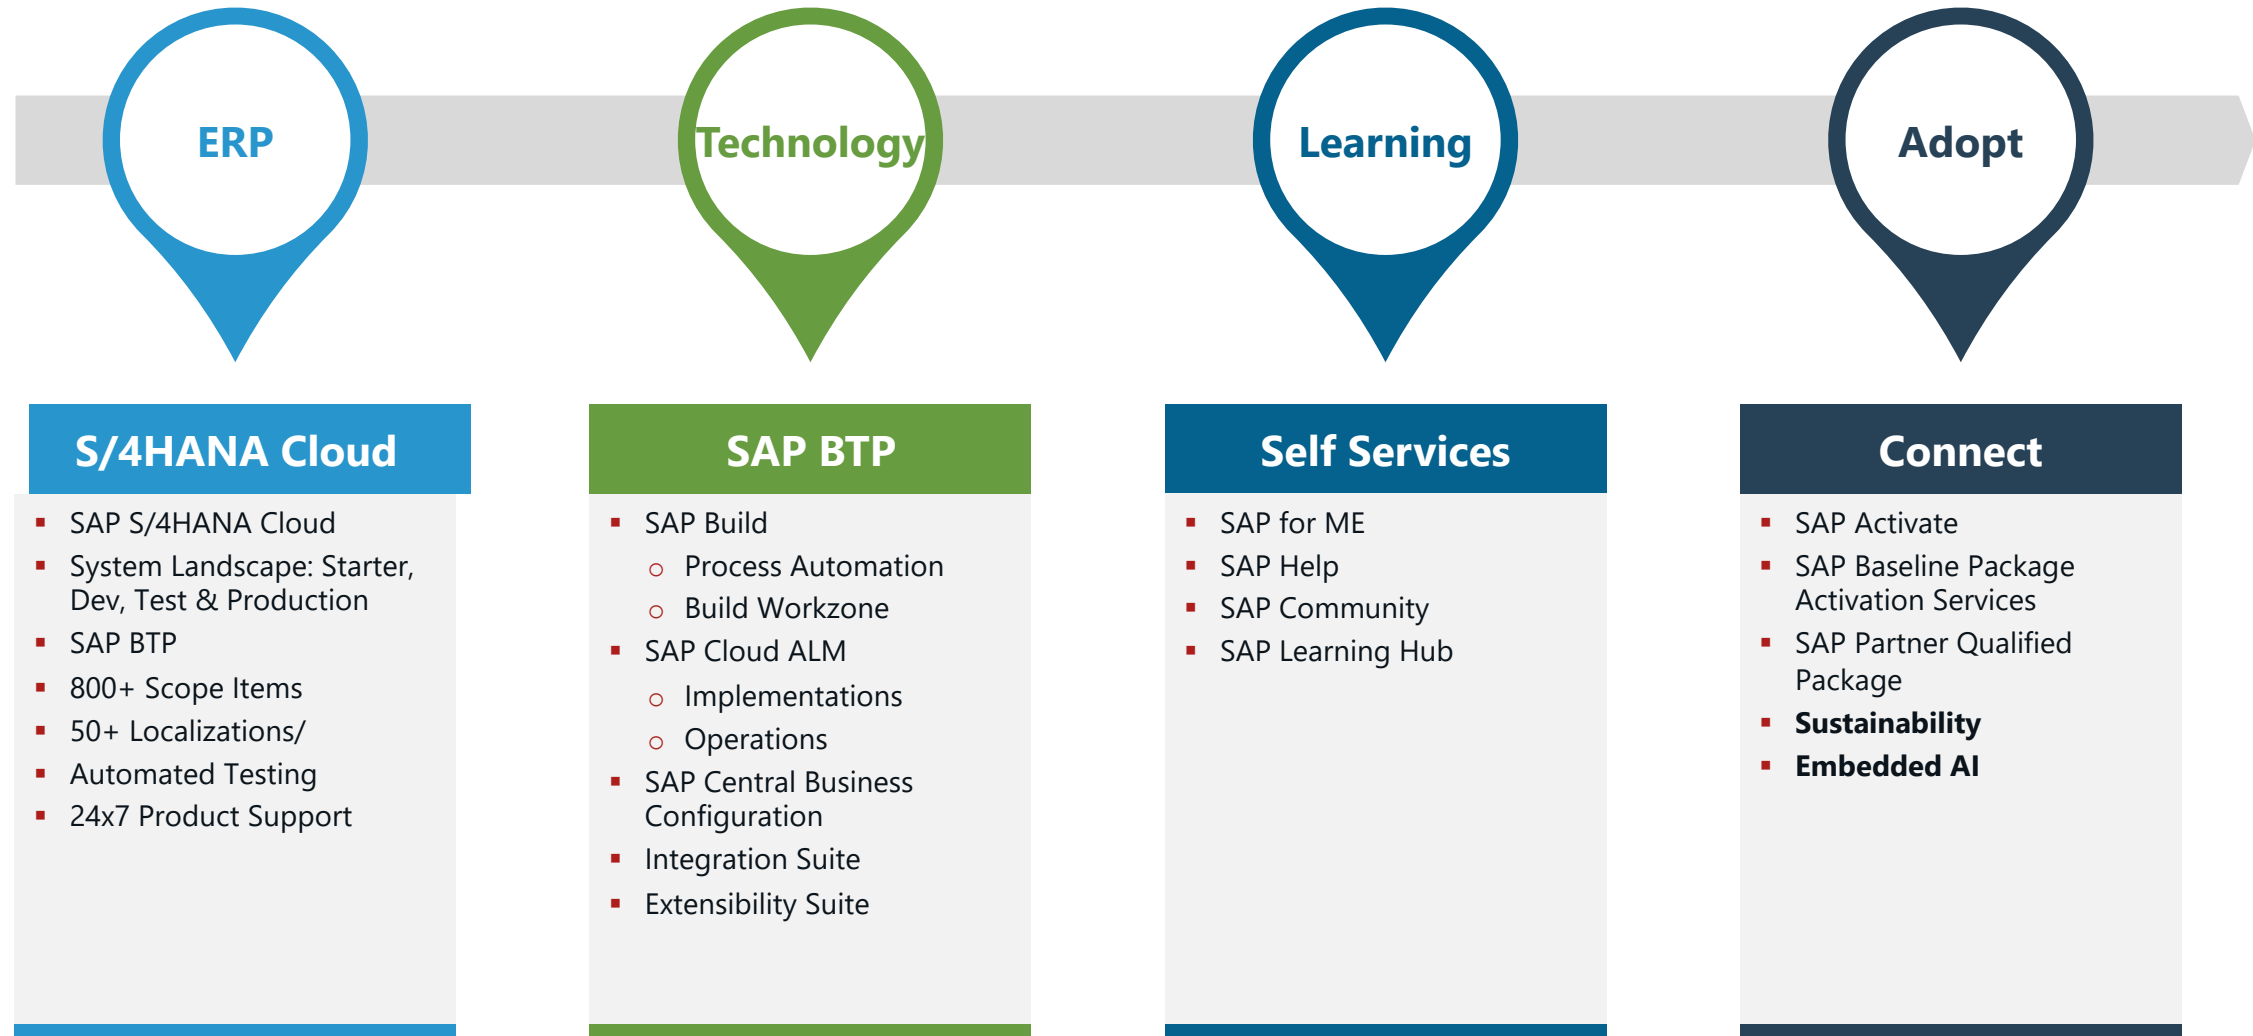 ERP
Technology
Learning
Adopt
S/4HANA Cloud
SAP S/4HANA Cloud
System Landscape: Starter,
Dev, Test & Production
SAP BTP
800+ Scope Items
50+ Localizations/
Automated Testing
24x7 Product Support
SAP BTP
SAP Build
Process Automation
Build Workzone
SAP Cloud ALM
Implementations
Operations
SAP Central Business
Configuration
Integration Suite
Extensibility Suite
Self Services
SAP for ME
SAP Help
SAP Community
SAP Learning Hub
Connect
SAP Activate
SAP Baseline Package
Activation Services
SAP Partner Qualified
Package
Sustainability
Embedded AI